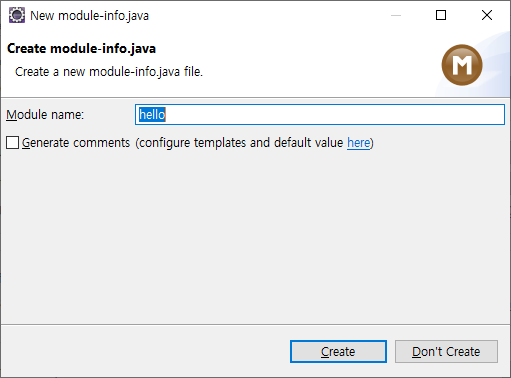 New module-info.java
Create module-info.java
Create a new module-info.java file.
M
Module name: hello
Generate comments (configure templates and default value here)
Create Don't Create